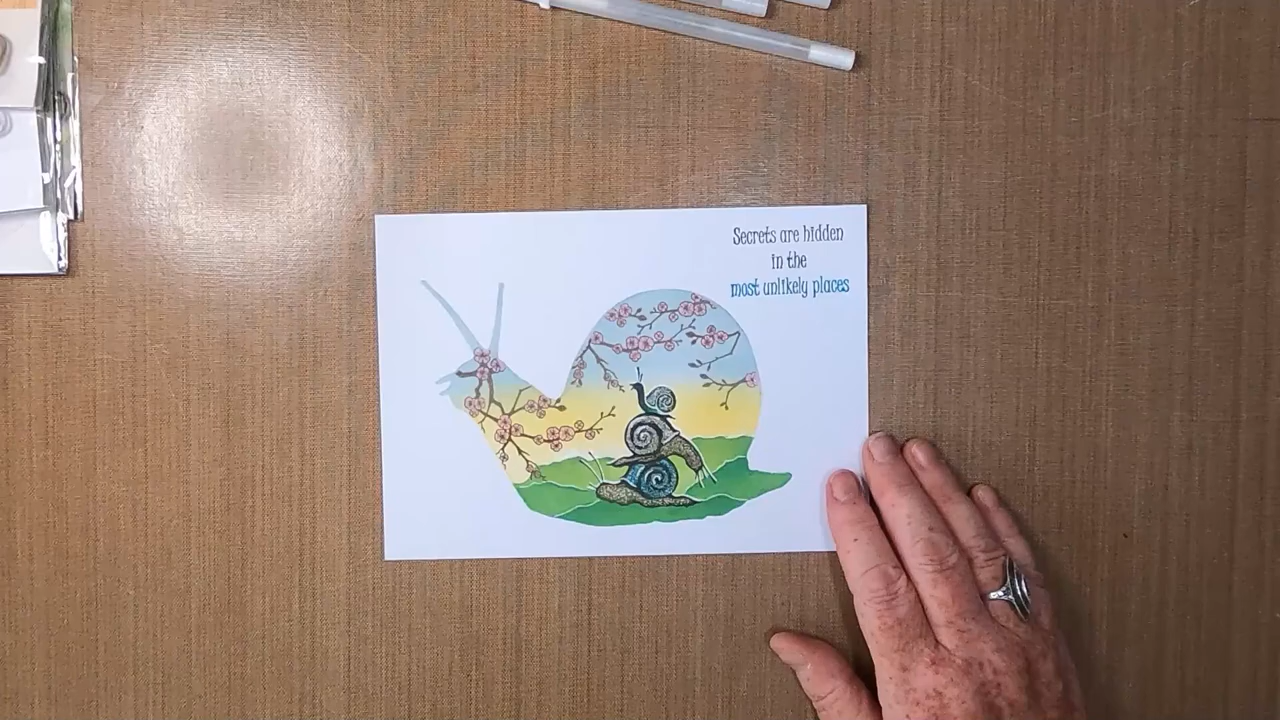 Secrets are hidden
in the
most unlikely places